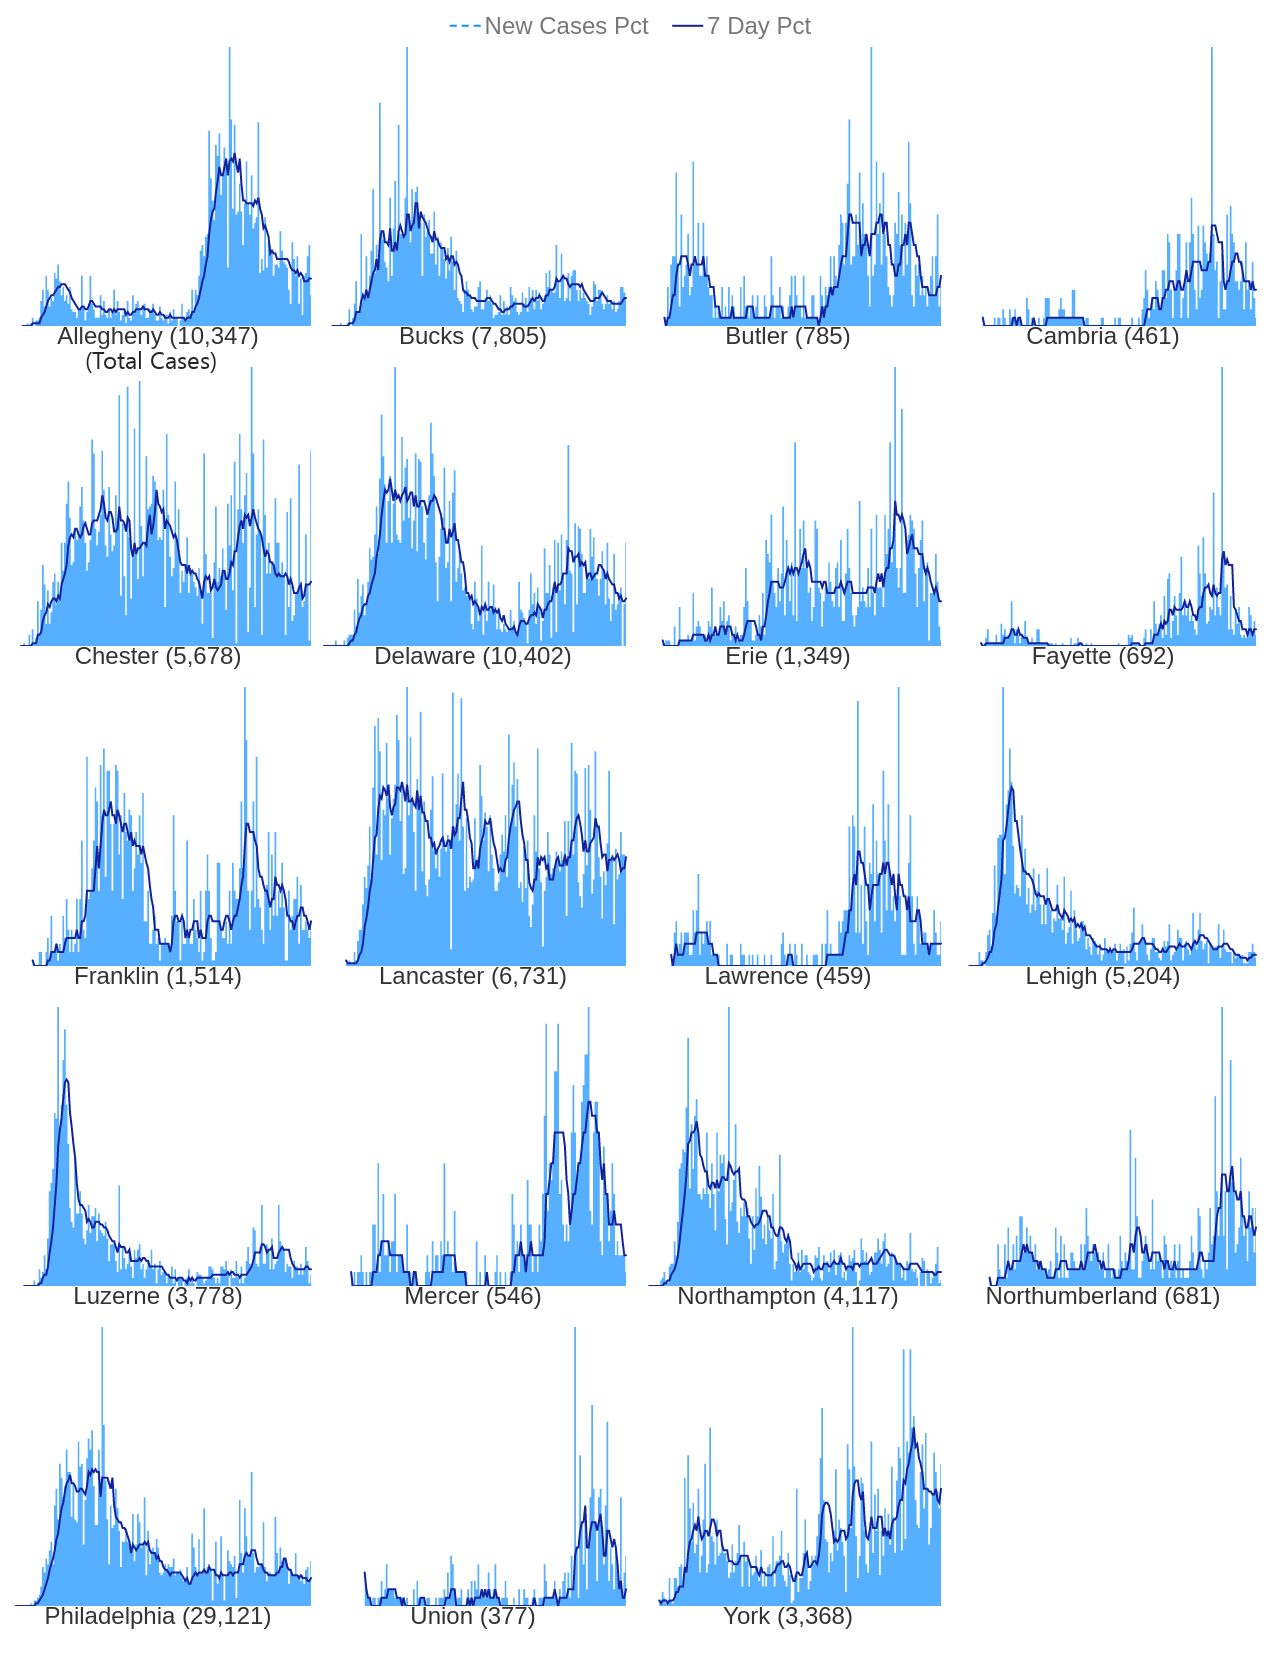 New Cases Pct 7 Day Pct
Allegheny (10,347) Bucks (7,805) Butler (785) Cambria (461)
(Total Cases)
Chester (5,678) Delaware (10,402) Erie (1,349) Fayette (692)
Franklin (1,514) Lancaster (6,731) Lawrence (459) Lehigh (5,204)
Luzerne (3,778) Mercer (546) Northampton (4,117) Northumberland (681)
Philadelphia (29,121) Union (377) York (3,368)